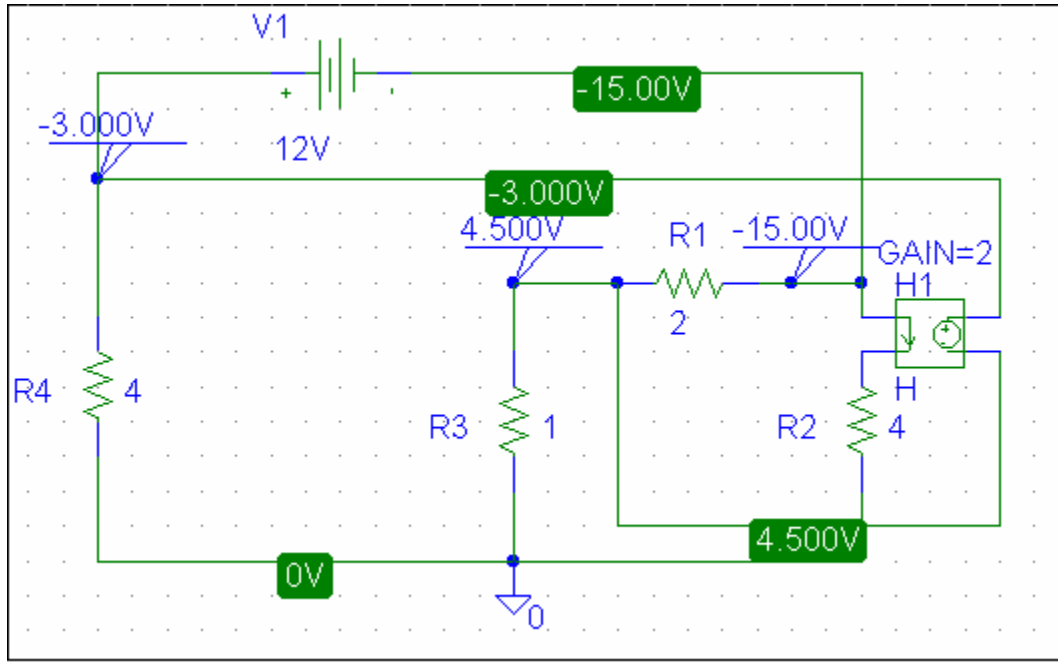 V1
-15.00V
+
-
12V
-3.000V
-3.000V
4.500V
R1
-15.00V
GAIN=2
H1
2
+
H
R4
4
R3
1
R2
4
4.500V
0V
0